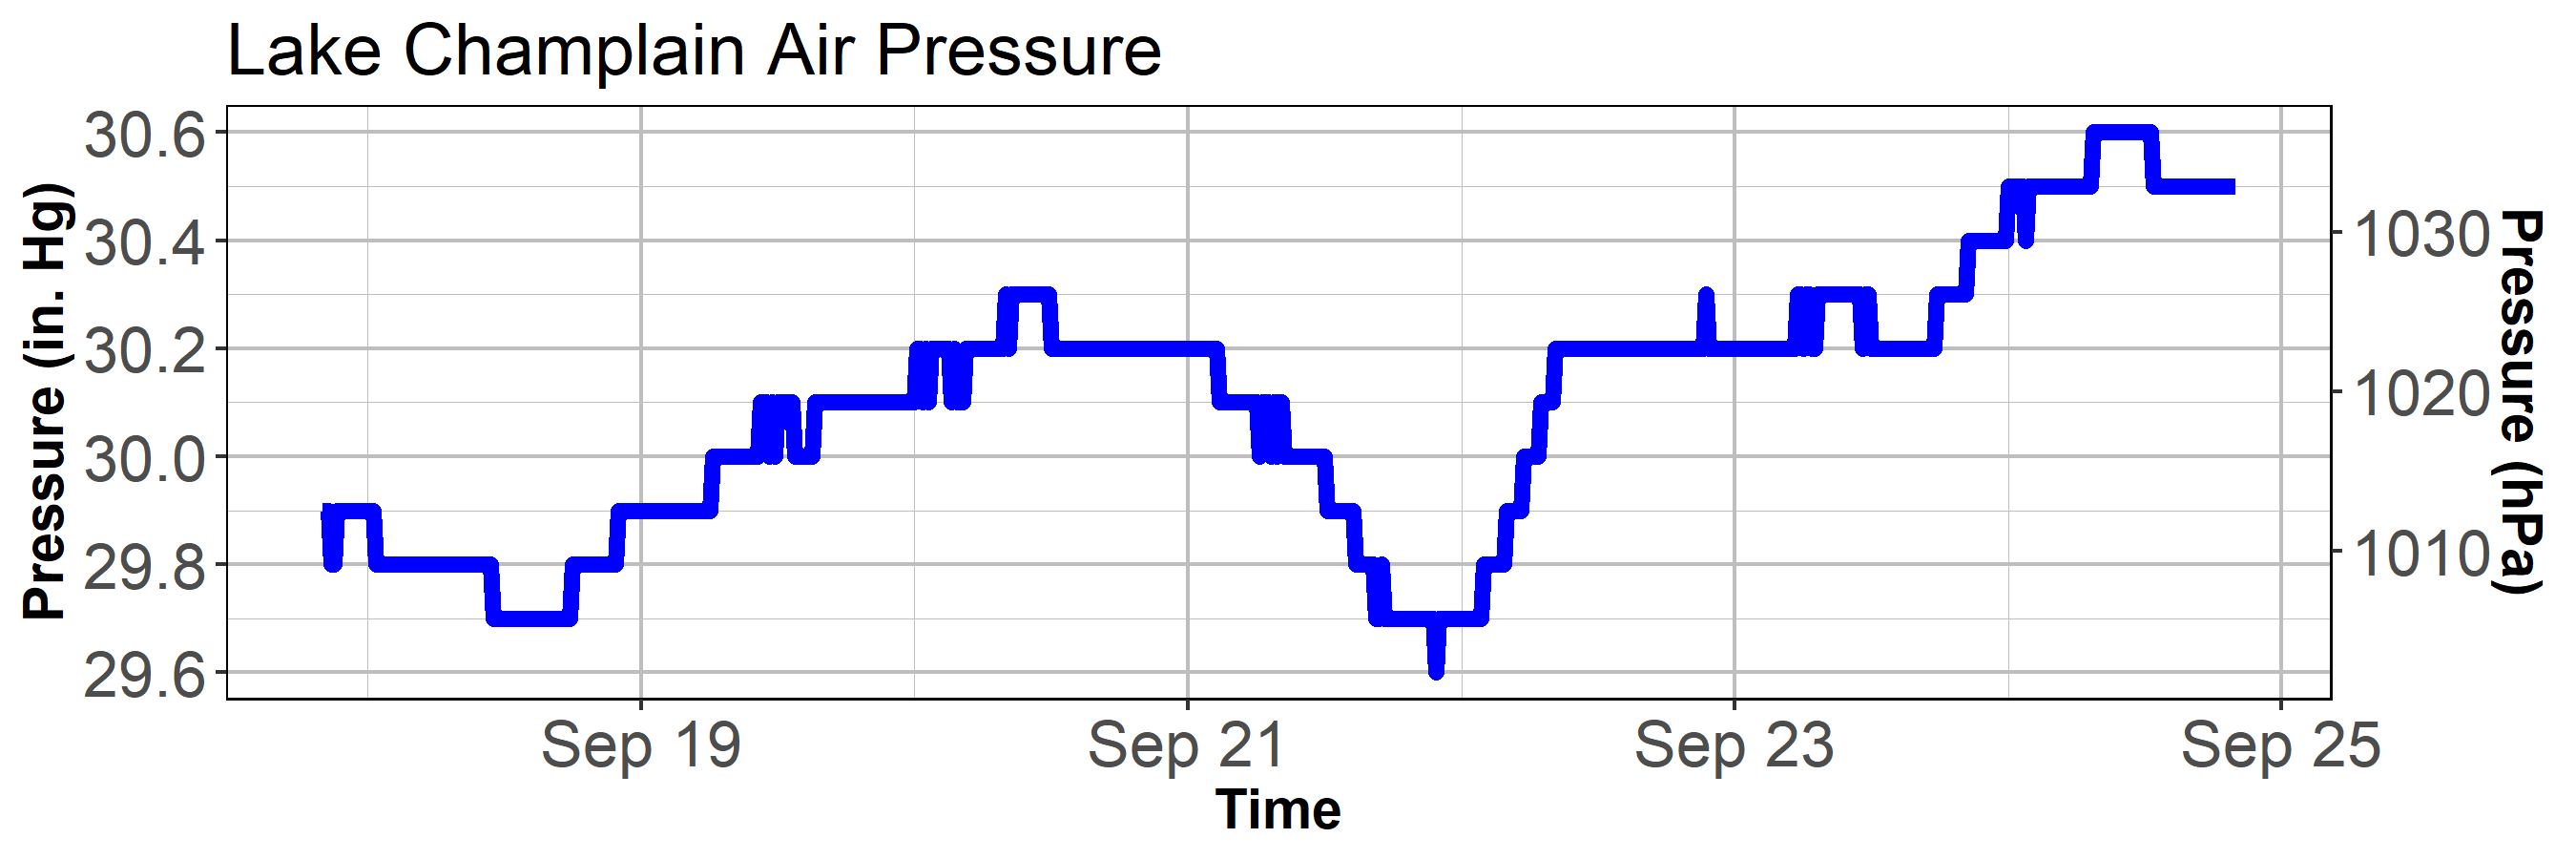 Lake Champlain Air Pressure
Pressure (in. Hg)
30.6
30.4
30.2
30.0
29.8
29.6
1030
1020
1010
Pressure (hPa)
Sep 19 Sep 21 Sep 23 Sep 25
Time